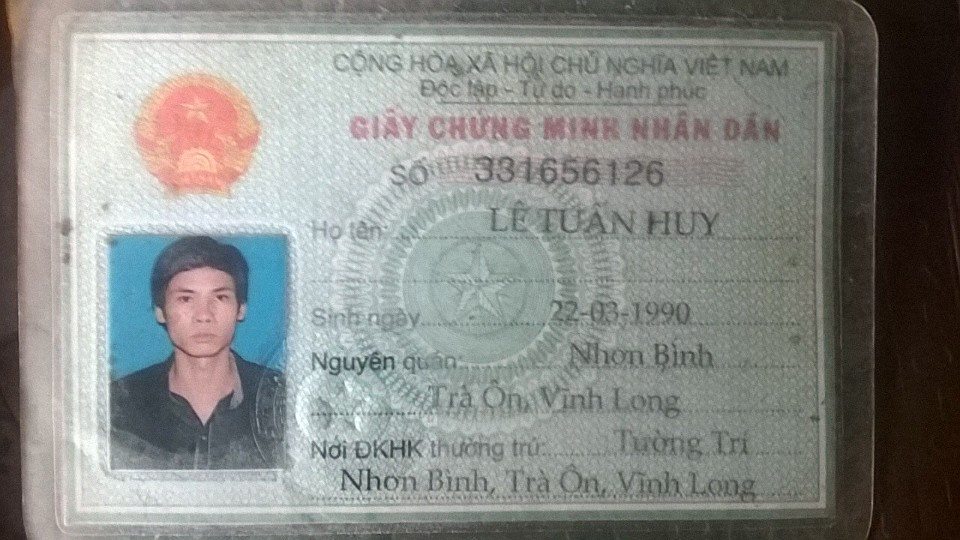 CỘNG HÒA XÃ HỘI CHỦ NGHĨA VIỆT NAM
Độc lập - Tự do - Hạnh phúc
GIẤY CHỨNG MINH NHÂN DÂN
SỐ 331656126
Họ tên: LÊ TUẤN HUY
Sinh ngày 22-03-1990
Nguyên quán: Nhơn Bình
Trà Ôn, Vĩnh Long
Nơi ĐKHK thường trú: Tường Trí
Nhơn Bình, Trà Ôn, Vĩnh Long